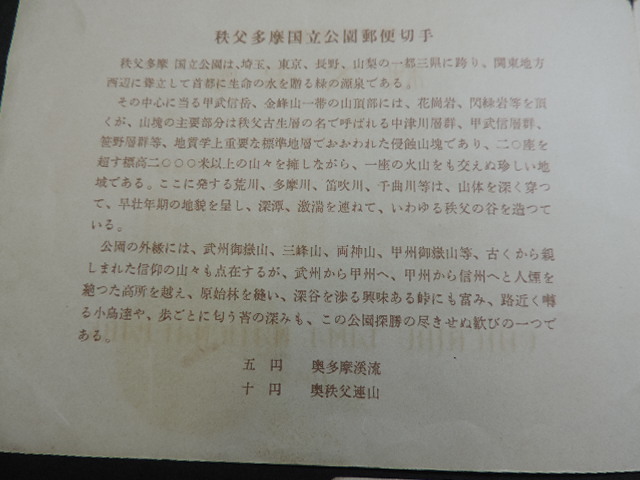 秩父多摩国立公園郵便切手
秩父多摩 国立公園は、埼玉、東京、長野、山梨の一都三県に跨り、関東地方
西辺に聳立して首都に生命の水を贈る緑の源泉である。
その中心に当る甲武信岳、金峰山一帯の山頂部には、花崗岩、閃緑岩等を頂
くが、山塊の主要部分は秩父古生層の名で呼ばれる中津川層群、甲武信層群、
笹野層群等、地質学上重要な標準地層でおおわれた侵蝕山塊であり、二〇座を
超す標高二〇〇〇米以上の山々を擁しながら、一座の火山をも交えぬ珍しい地
域である。ここに発する荒川、多摩川、笛吹川、千曲川等は、山体を深く穿つ
て、早壮年期の地貌を呈し、深潭、激湍を連ねて、いわゆる秩父の谷を造つて
いる。
公園の外縁には、武州御嶽山、三峰山、両神山、甲州御嶽山等、古くから親
しまれた信仰の山々も点在するが、武州から甲州へ、甲州から信州へと人煙を
絶つた高所を越え、原始林を縫い、深谷を渉る興味ある峠にも富み、路近く囀
る小鳥達や、歩ごとに匂う苔の深みも、この公園探勝の尽きせぬ歓びの一つで
ある。
五円 奥多摩渓流
十円 奥秩父連山